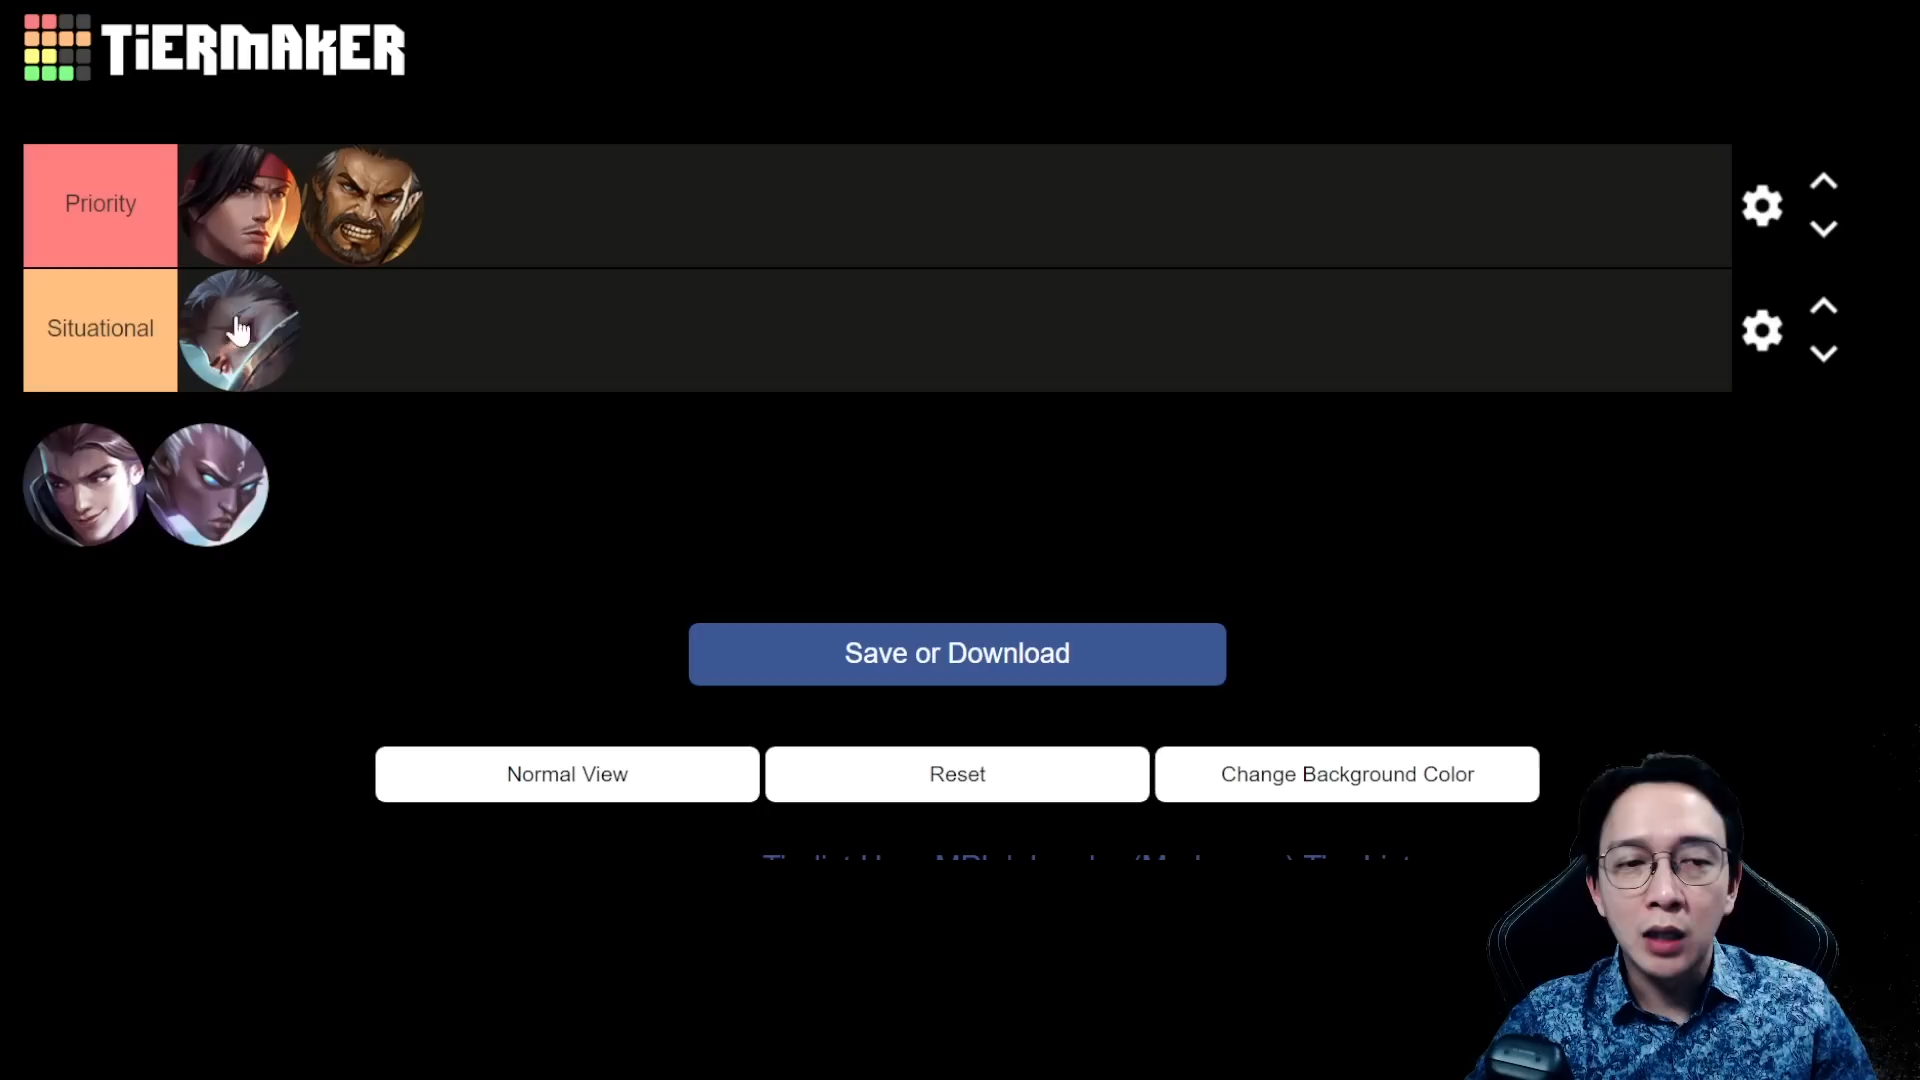 TiERMAKER
Priority
Situational
Save or Download
Normal View
Reset
Change Background Color